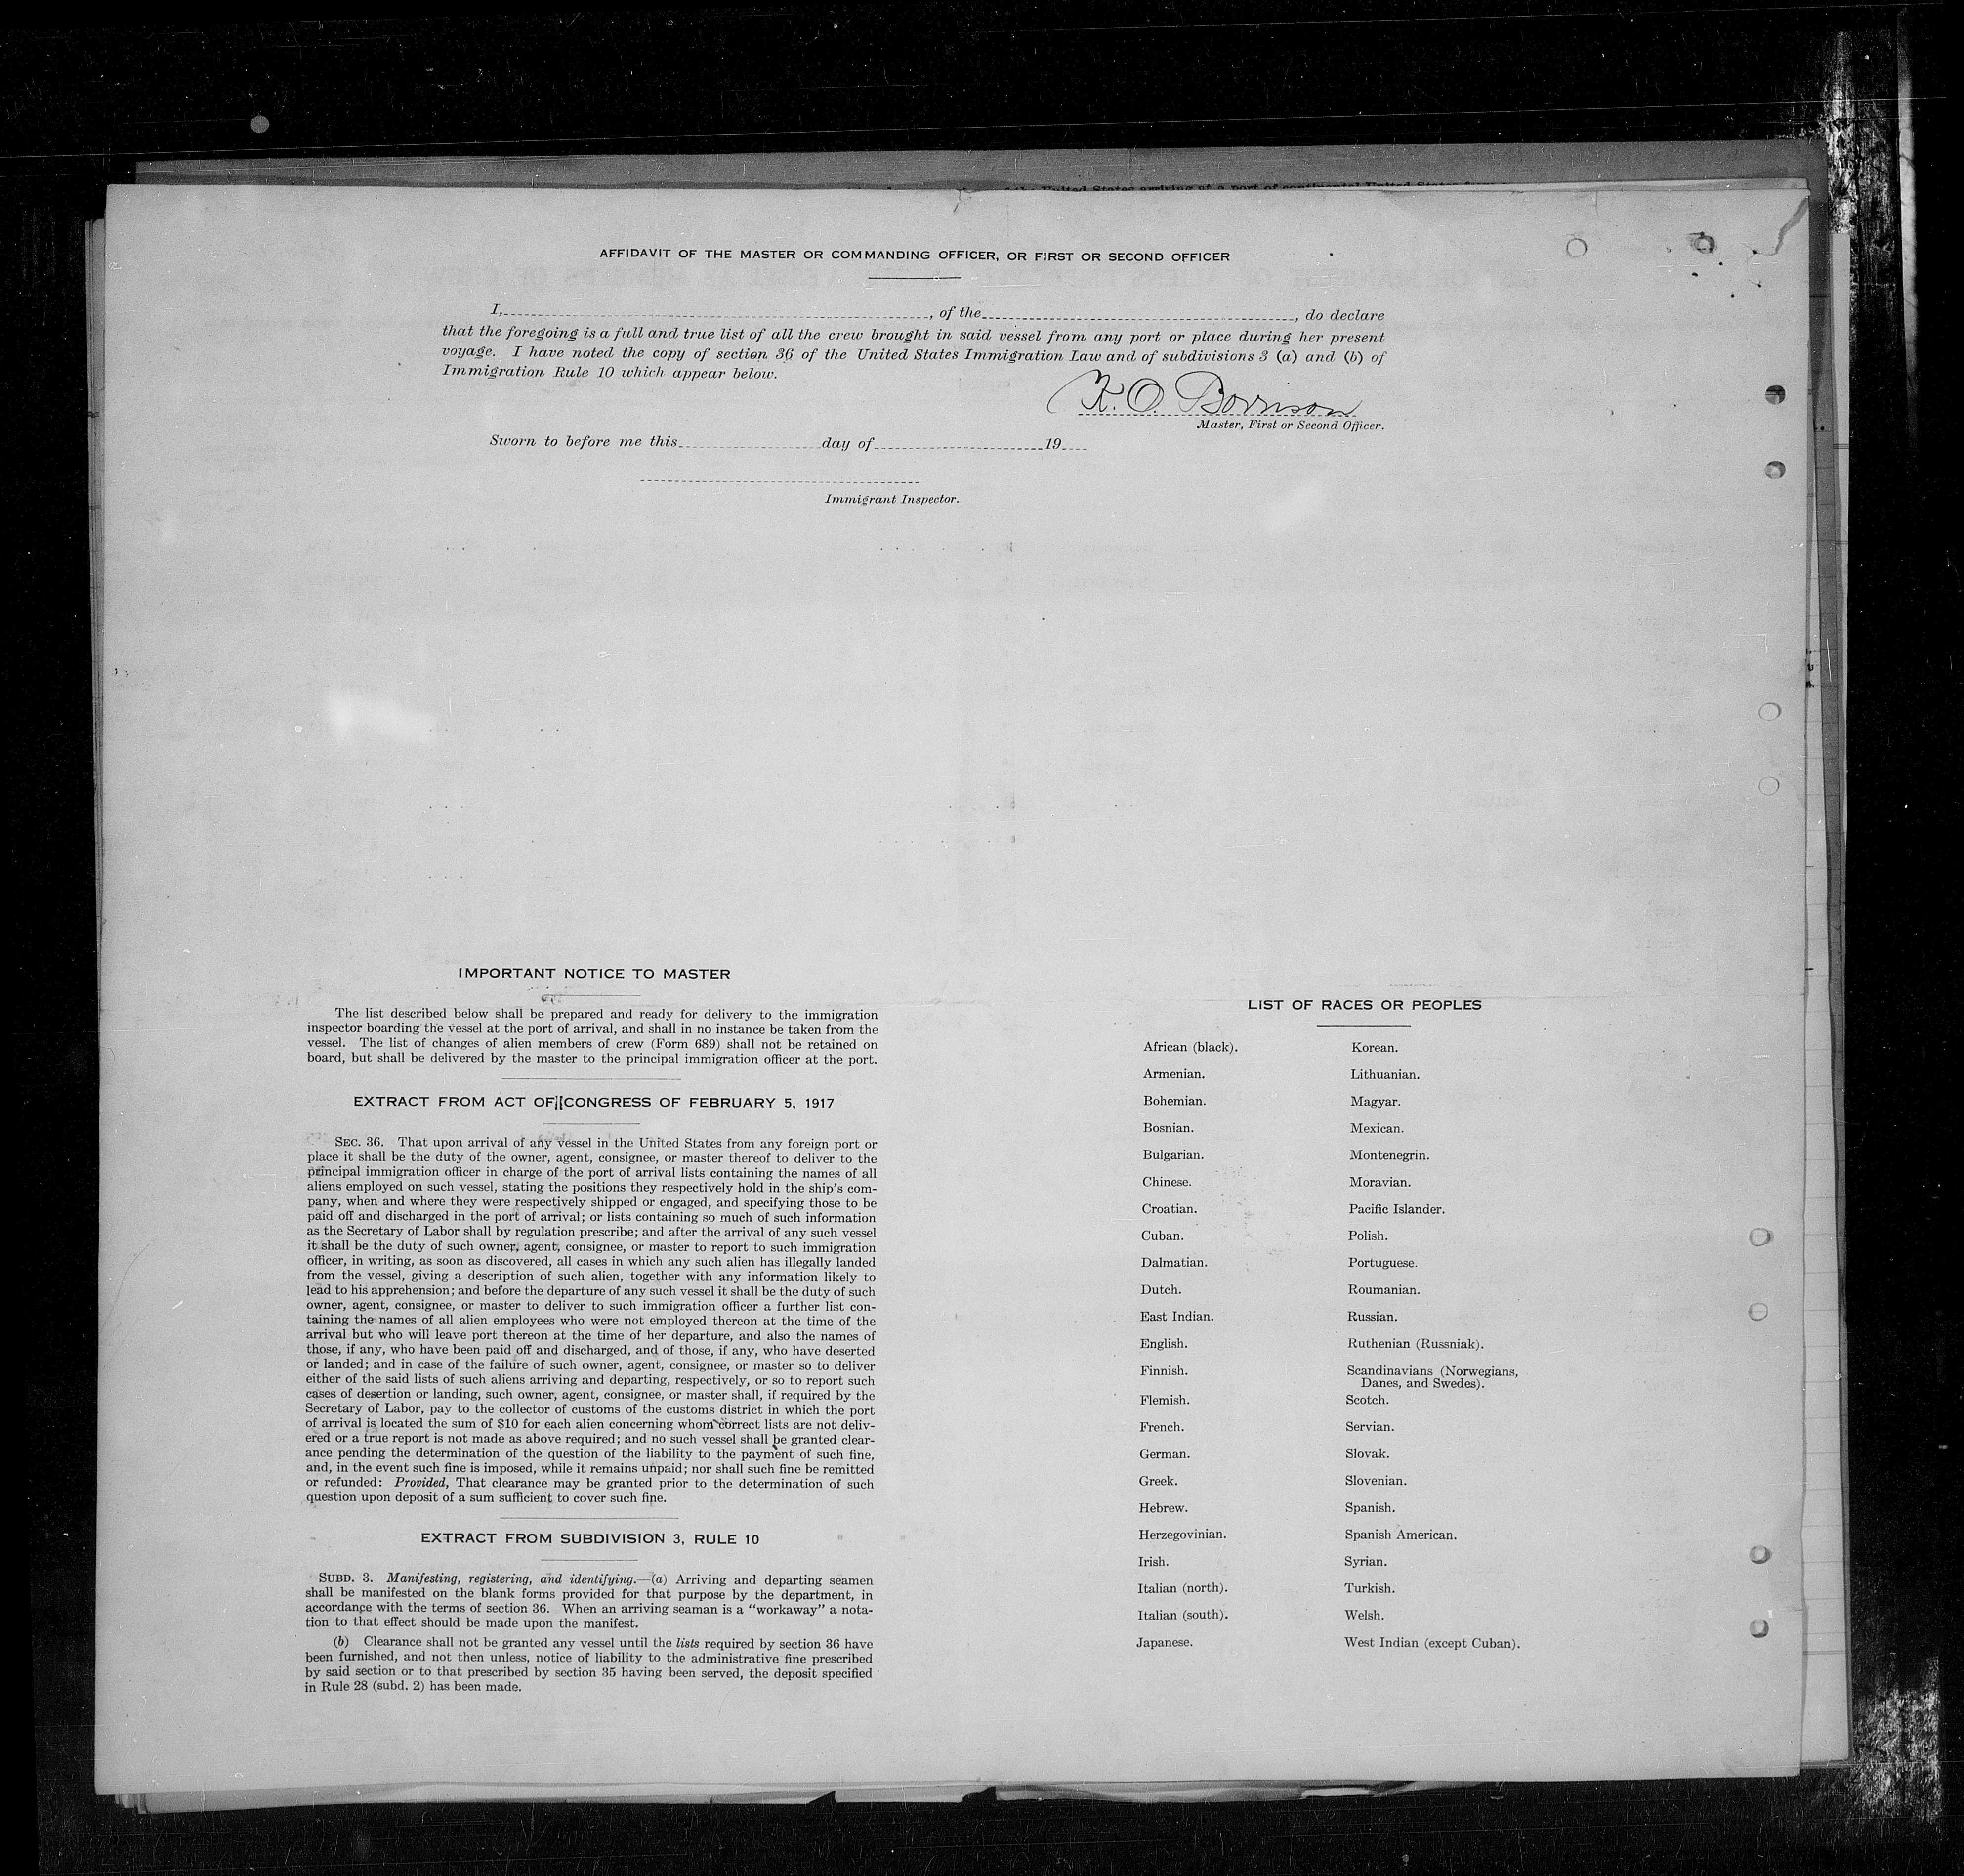 AFFIDAVIT OF THE MASTER OR COMMANDING OFFICER, OR FIRST OR SECOND OFFICER
I, , of the , do declare
that the foregoing is a full and true list of all the crew brought in said vessel from any port or place during her present
voyage. I have noted the copy of section 36 of the United States Immigration Law and of subdivisions 3 (a) and (b) of
Immigration Rule 10 which appear below.
K. O. Bornison
Master, First or Second Officer.
Sworn to before me this day of 19
Immigrant Inspector.
IMPORTANT NOTICE TO MASTER
The list described below shall be prepared and ready for delivery to the immigration
inspector boarding the vessel at the port of arrival, and shall in no instance be taken from the
vessel. The list of changes of alien members of crew (Form 689) shall not be retained on
board, but shall be delivered by the master to the principal immigration officer at the port.
EXTRACT FROM ACT OF CONGRESS OF FEBRUARY 5, 1917
SEC. 36. That upon arrival of any vessel in the United States from any foreign port or
place it shall be the duty of the owner, agent, consignee, or master thereof to deliver to the
principal immigration officer in charge of the port of arrival lists containing the names of all
aliens employed on such vessel, stating the positions they respectively hold in the ship's com-
pany, when and where they were respectively shipped or engaged, and specifying those to be
paid off and discharged in the port of arrival; or lists containing so much of such information
as the Secretary of Labor shall by regulation prescribe; and after the arrival of any such vessel
it shall be the duty of such owner, agent, consignee, or master to report to such immigration
officer, in writing, as soon as discovered, all cases in which any such alien has illegally landed
from the vessel, giving a description of such alien, together with any information likely to
lead to his apprehension; and before the departure of any such vessel it shall be the duty of such
owner, agent, consignee, or master to deliver to such immigration officer a further list con-
taining the names of all alien employees who were not employed thereon at the time of the
arrival but who will leave port thereon at the time of her departure, and also the names of
those, if any, who have been paid off and discharged, and of those, if any, who have deserted
or landed; and in case of the failure of such owner, agent, consignee, or master so to deliver
either of the said lists of such aliens arriving and departing, respectively, or so to report such
cases of desertion or landing, such owner, agent, consignee, or master shall, if required by the
Secretary of Labor, pay to the collector of customs of the customs district in which the port
of arrival is located the sum of $10 for each alien concerning whom correct lists are not deliv-
ered or a true report is not made as above required; and no such vessel shall be granted clear-
ance pending the determination of the question of the liability to the payment of such fine,
and, in the event such fine is imposed, while it remains unpaid; nor shall such fine be remitted
or refunded: Provided, That clearance may be granted prior to the determination of such
question upon deposit of a sum sufficient to cover such fine.
EXTRACT FROM SUBDIVISION 3, RULE 10
SUBD. 3. Manifesting, registering, and identifying.—(a) Arriving and departing seamen
shall be manifested on the blank forms provided for that purpose by the department, in
accordance with the terms of section 36. When an arriving seaman is a "workaway" a nota-
tion to that effect should be made upon the manifest.
(b) Clearance shall not be granted any vessel until the lists required by section 36 have
been furnished, and not then unless, notice of liability to the administrative fine prescribed
by said section or to that prescribed by section 35 having been served, the deposit specified
in Rule 28 (subd. 2) has been made.
LIST OF RACES OR PEOPLES
African (black). Korean.
Armenian. Lithuanian.
Bohemian. Magyar.
Bosnian. Mexican.
Bulgarian. Montenegrin.
Chinese. Moravian.
Croatian. Pacific Islander.
Cuban. Polish.
Dalmatian. Portuguese.
Dutch. Roumanian.
East Indian. Russian.
English. Ruthenian (Russniak).
Finnish. Scandinavians (Norwegians,
Danes, and Swedes).
Flemish. Scotch.
French. Servian.
German. Slovak.
Greek. Slovenian.
Hebrew. Spanish.
Herzegovinian. Spanish American.
Irish. Syrian.
Italian (north). Turkish.
Italian (south). Welsh.
Japanese. West Indian (except Cuban).